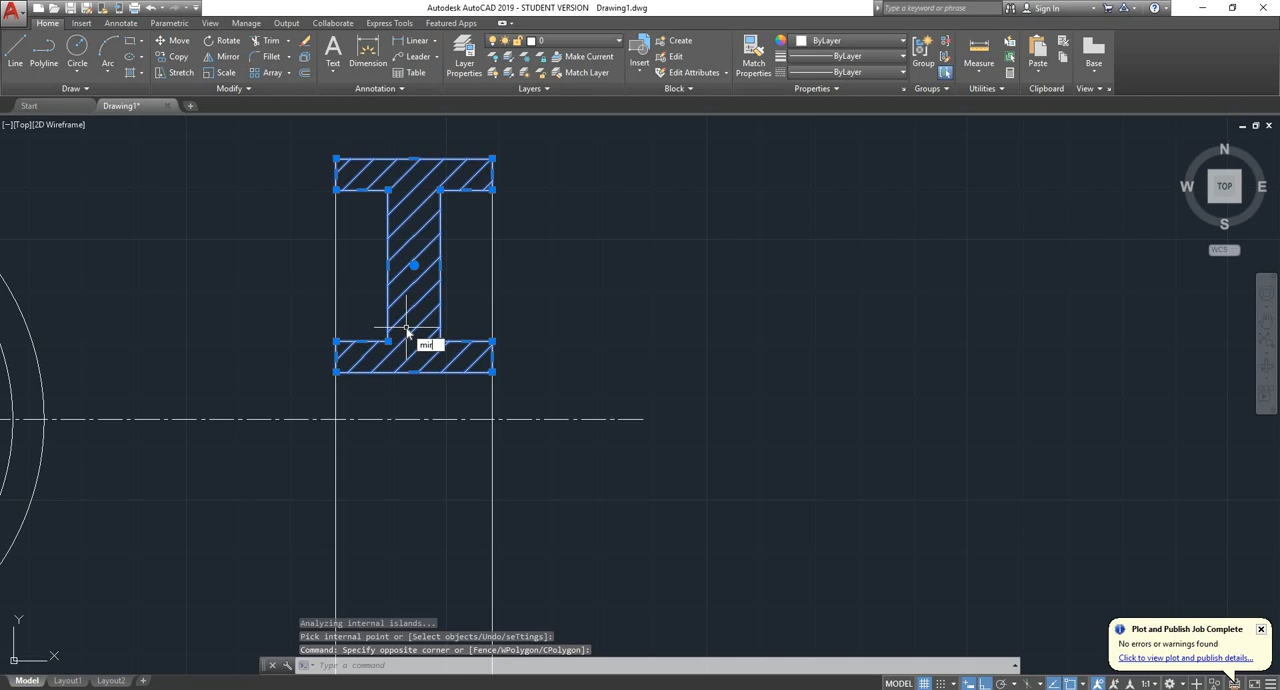 Autodesk AutoCAD 2019 - STUDENT VERSION Drawing1.dwg
Type a keyword or phrase
Sign In
Home Insert Annotate Parametric View Manage Output Collaborate Express Tools Featured Apps
Line Polyline Circle Arc
Move Rotate Trim
Copy Mirror Fillet
Stretch Scale Array
Text Dimension
Linear
Leader
Table
Layer Properties
0
Make Current
Match Layer
Insert
Create
Edit
Edit Attributes
Match Properties
ByLayer
ByLayer
ByLayer
Group Measure Paste Base
Draw Modify Annotation Layers Block Properties Groups Utilities Clipboard View
Start Drawing1*
[−][Top][2D Wireframe]
N
W TOP E
S
WCS
mir
Y
X
Analyzing internal islands...
Pick internal point or [Select objects/Undo/seTtings]:
Command: Specify opposite corner or [Fence/WPolygon/CPolygon]:
Type a command
Plot and Publish Job Complete
No errors or warnings found
Click to view plot and publish details...
Model Layout1 Layout2 +
MODEL 1:1